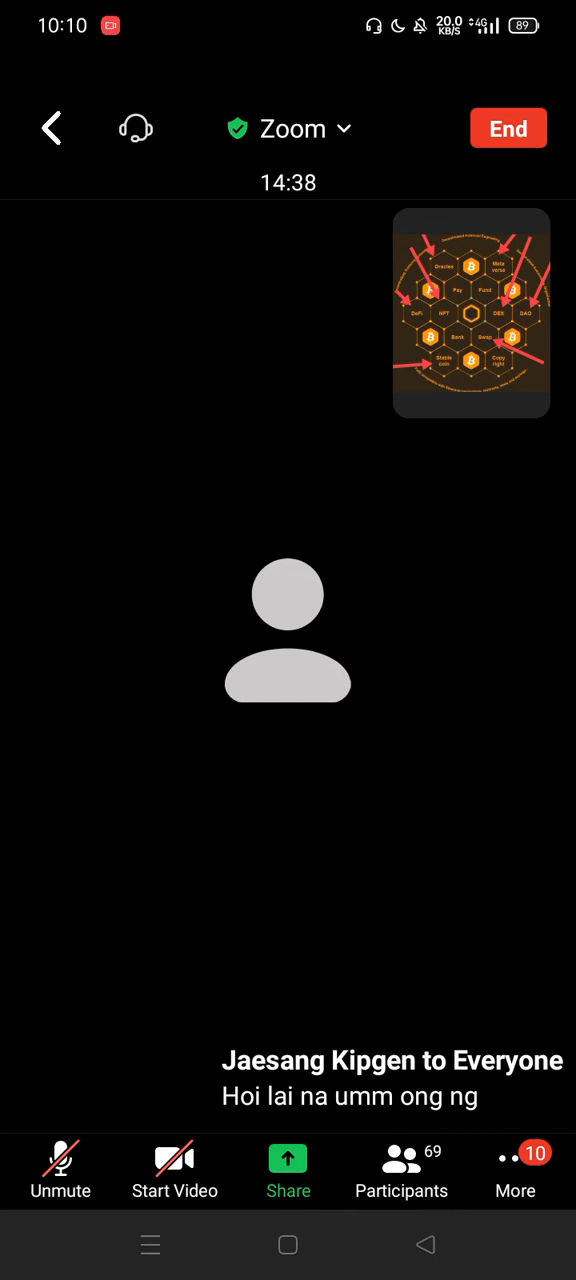 10:10
20.0
KB/S
4G
89
Zoom
End
14:38
Oracles
Meta
verse
Pay
Fund
DeFi
NFT
DEX
DAO
Bank
Swap
Stable
coin
Copy
right
Jaesang Kipgen to Everyone
Hoi lai na umm ong ng
Unmute
Start Video
Share
Participants
69
More
10